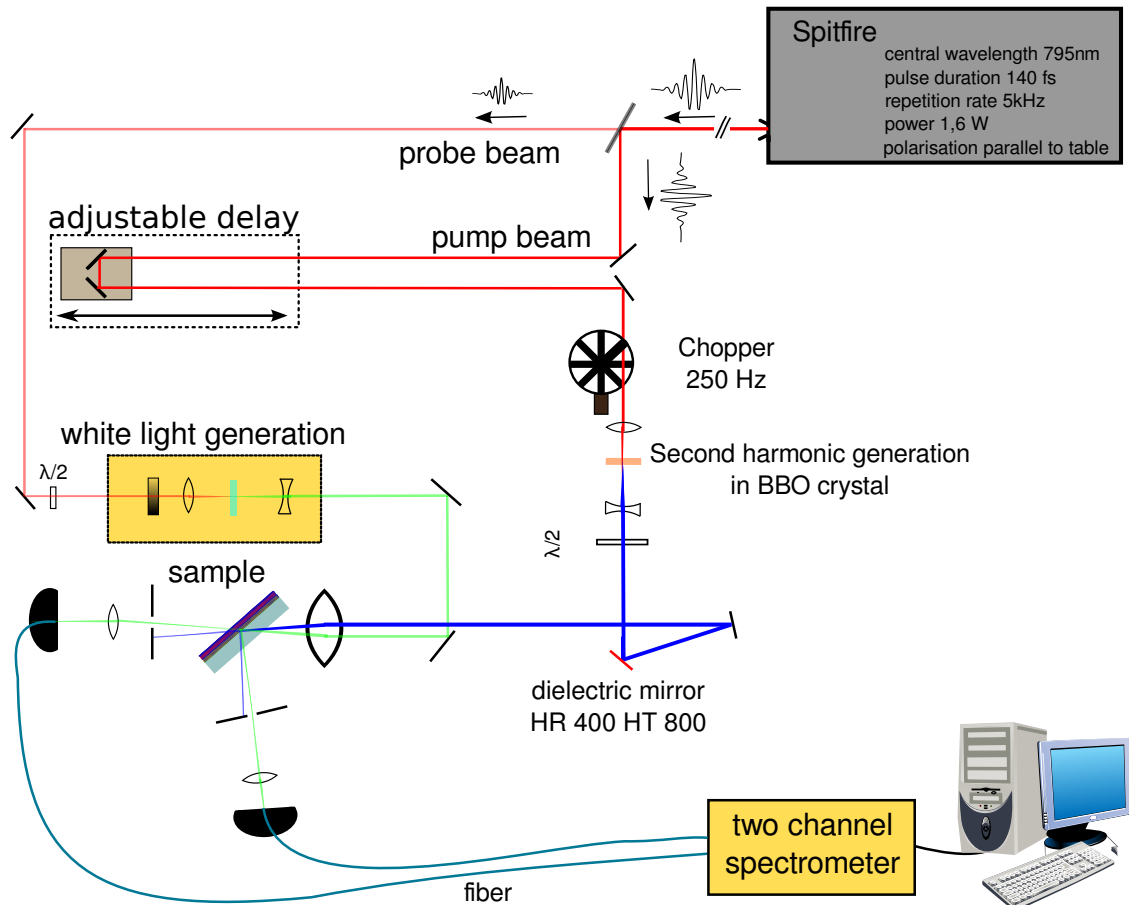 Spitfire
central wavelength 795nm
pulse duration 140 fs
repetition rate 5kHz
power 1,6 W
polarisation parallel to table
probe beam
adjustable delay
pump beam
Chopper
250 Hz
white light generation
λ/2
Second harmonic generation
in BBO crystal
λ/2
sample
dielectric mirror
HR 400 HT 800
two channel
spectrometer
fiber